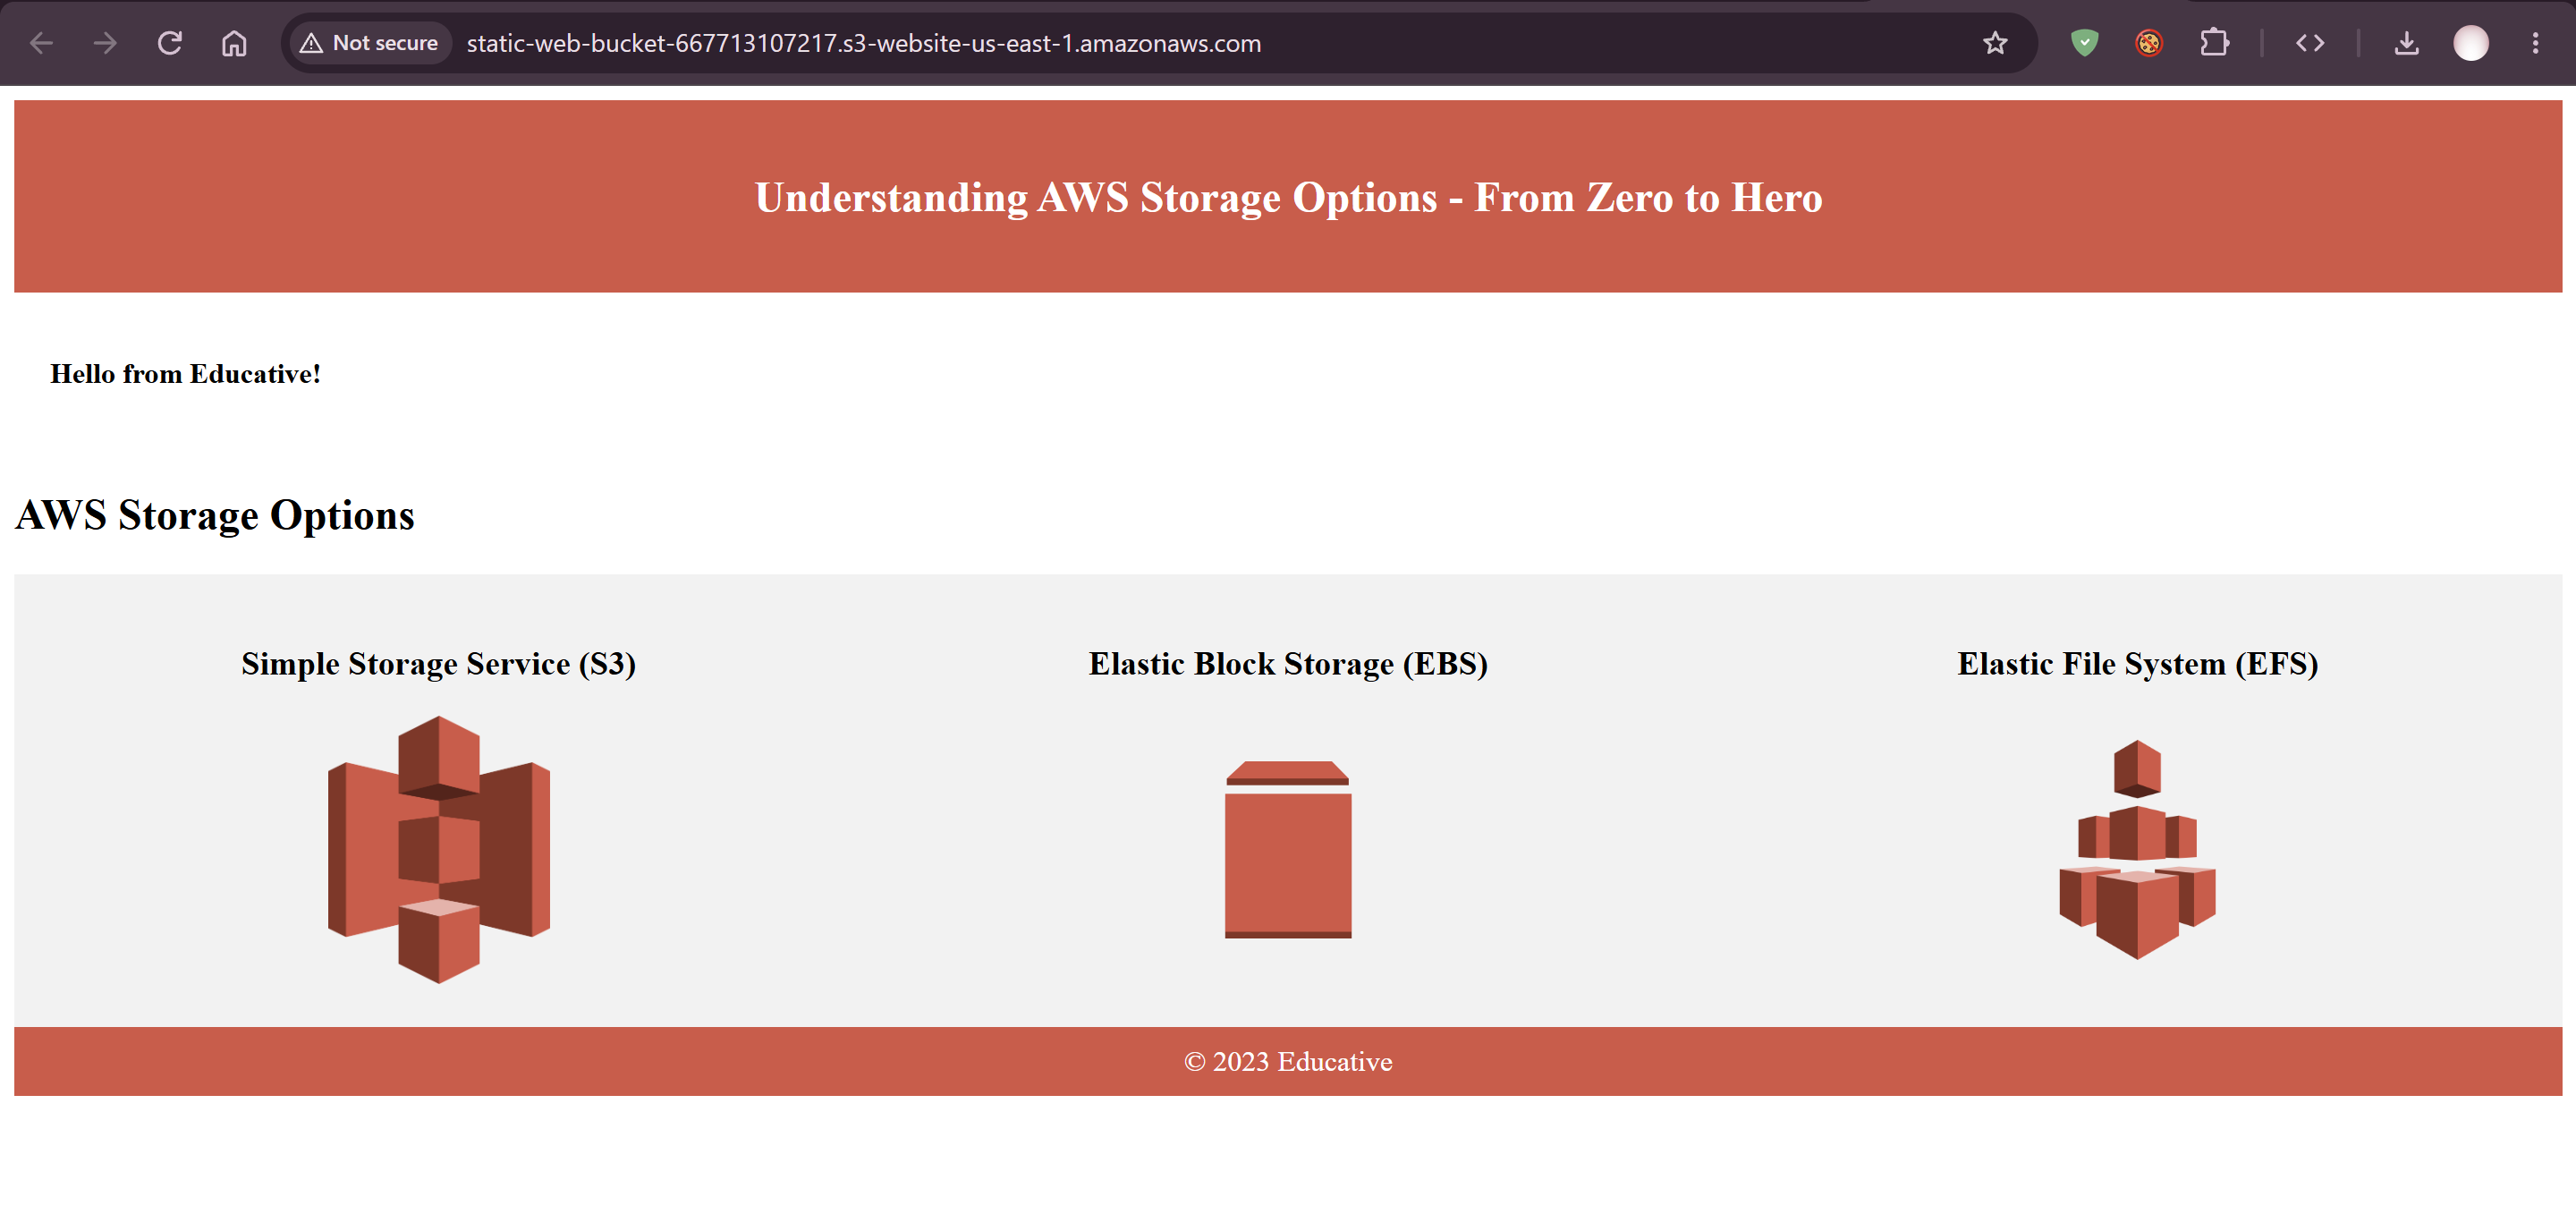 Not secure
static-web-bucket-667713107217.s3-website-us-east-1.amazonaws.com
Understanding AWS Storage Options - From Zero to Hero
Hello from Educative!
AWS Storage Options
Simple Storage Service (S3)
Elastic Block Storage (EBS)
Elastic File System (EFS)
© 2023 Educative